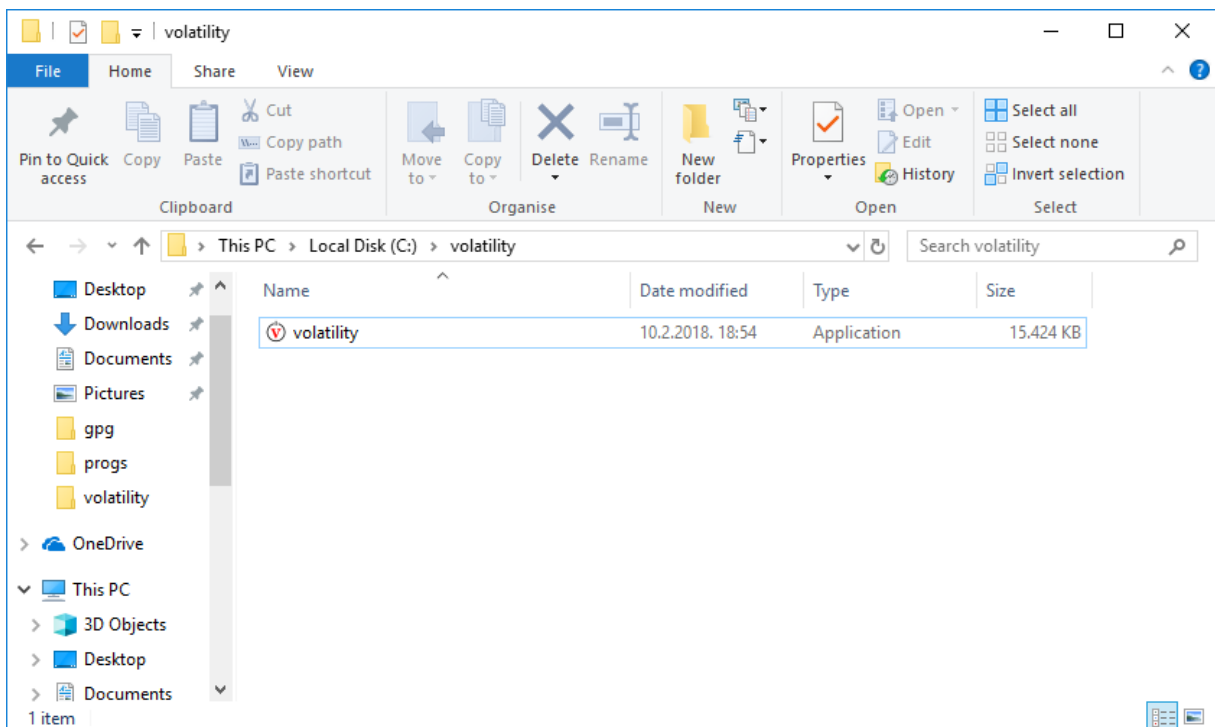 volatility
File Home Share View
Pin to Quick access
Copy
Paste
Cut
Copy path
Paste shortcut
Clipboard
Move to
Copy to
Delete
Rename
Organise
New folder
New
Properties
Open
Edit
History
Open
Select all
Select none
Invert selection
Select
This PC > Local Disk (C:) > volatility
Search volatility
Desktop
Downloads
Documents
Pictures
gpg
progs
volatility
OneDrive
This PC
3D Objects
Desktop
Documents
Name Date modified Type Size
volatility 10.2.2018. 18:54 Application 15.424 KB
1 item